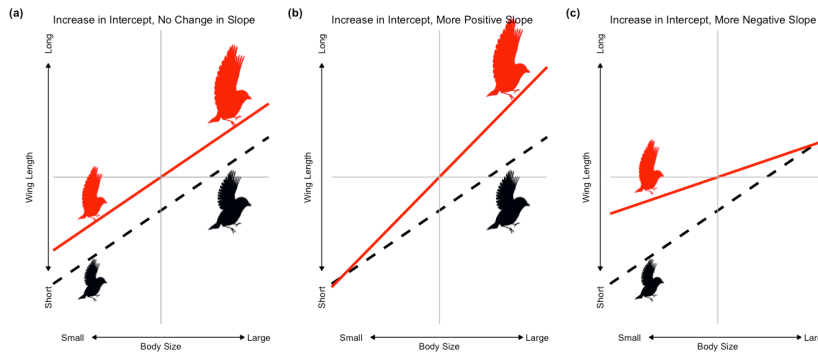 (a) Increase in Intercept, No Change in Slope
Long
Wing Length
Short
Small Large
Body Size
(b) Increase in Intercept, More Positive Slope
Long
Wing Length
Short
Small Large
Body Size
(c) Increase in Intercept, More Negative Slope
Long
Wing Length
Short
Small Large
Body Size